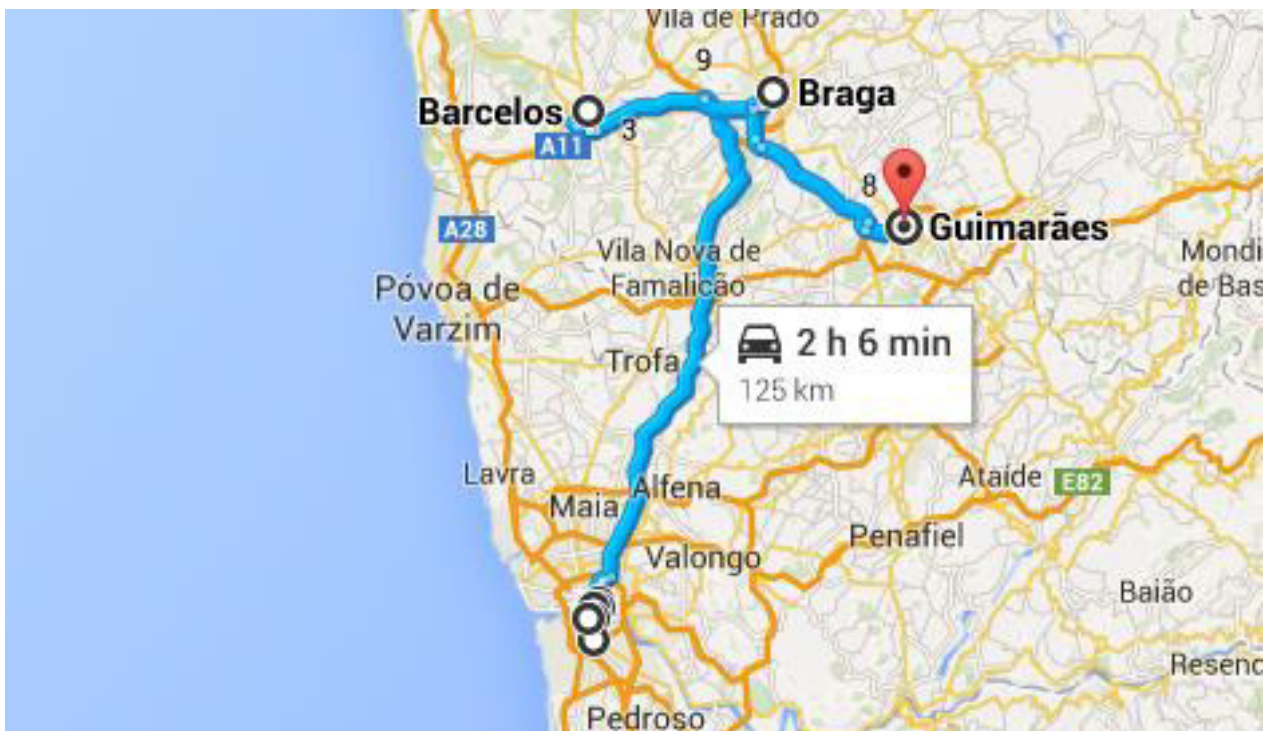 Vila de Prado
9
Braga
Barcelos
3
A11
8
Guimarães
A28
Vila Nova de
Famalicão
Mondi
de Bas
Póvoa de
Varzim
2 h 6 min
125 km
Trofa
Lavra
Alfena
Ataíde
E82
Maia
Penafiel
Valongo
Baião
Resenc
Pedroso